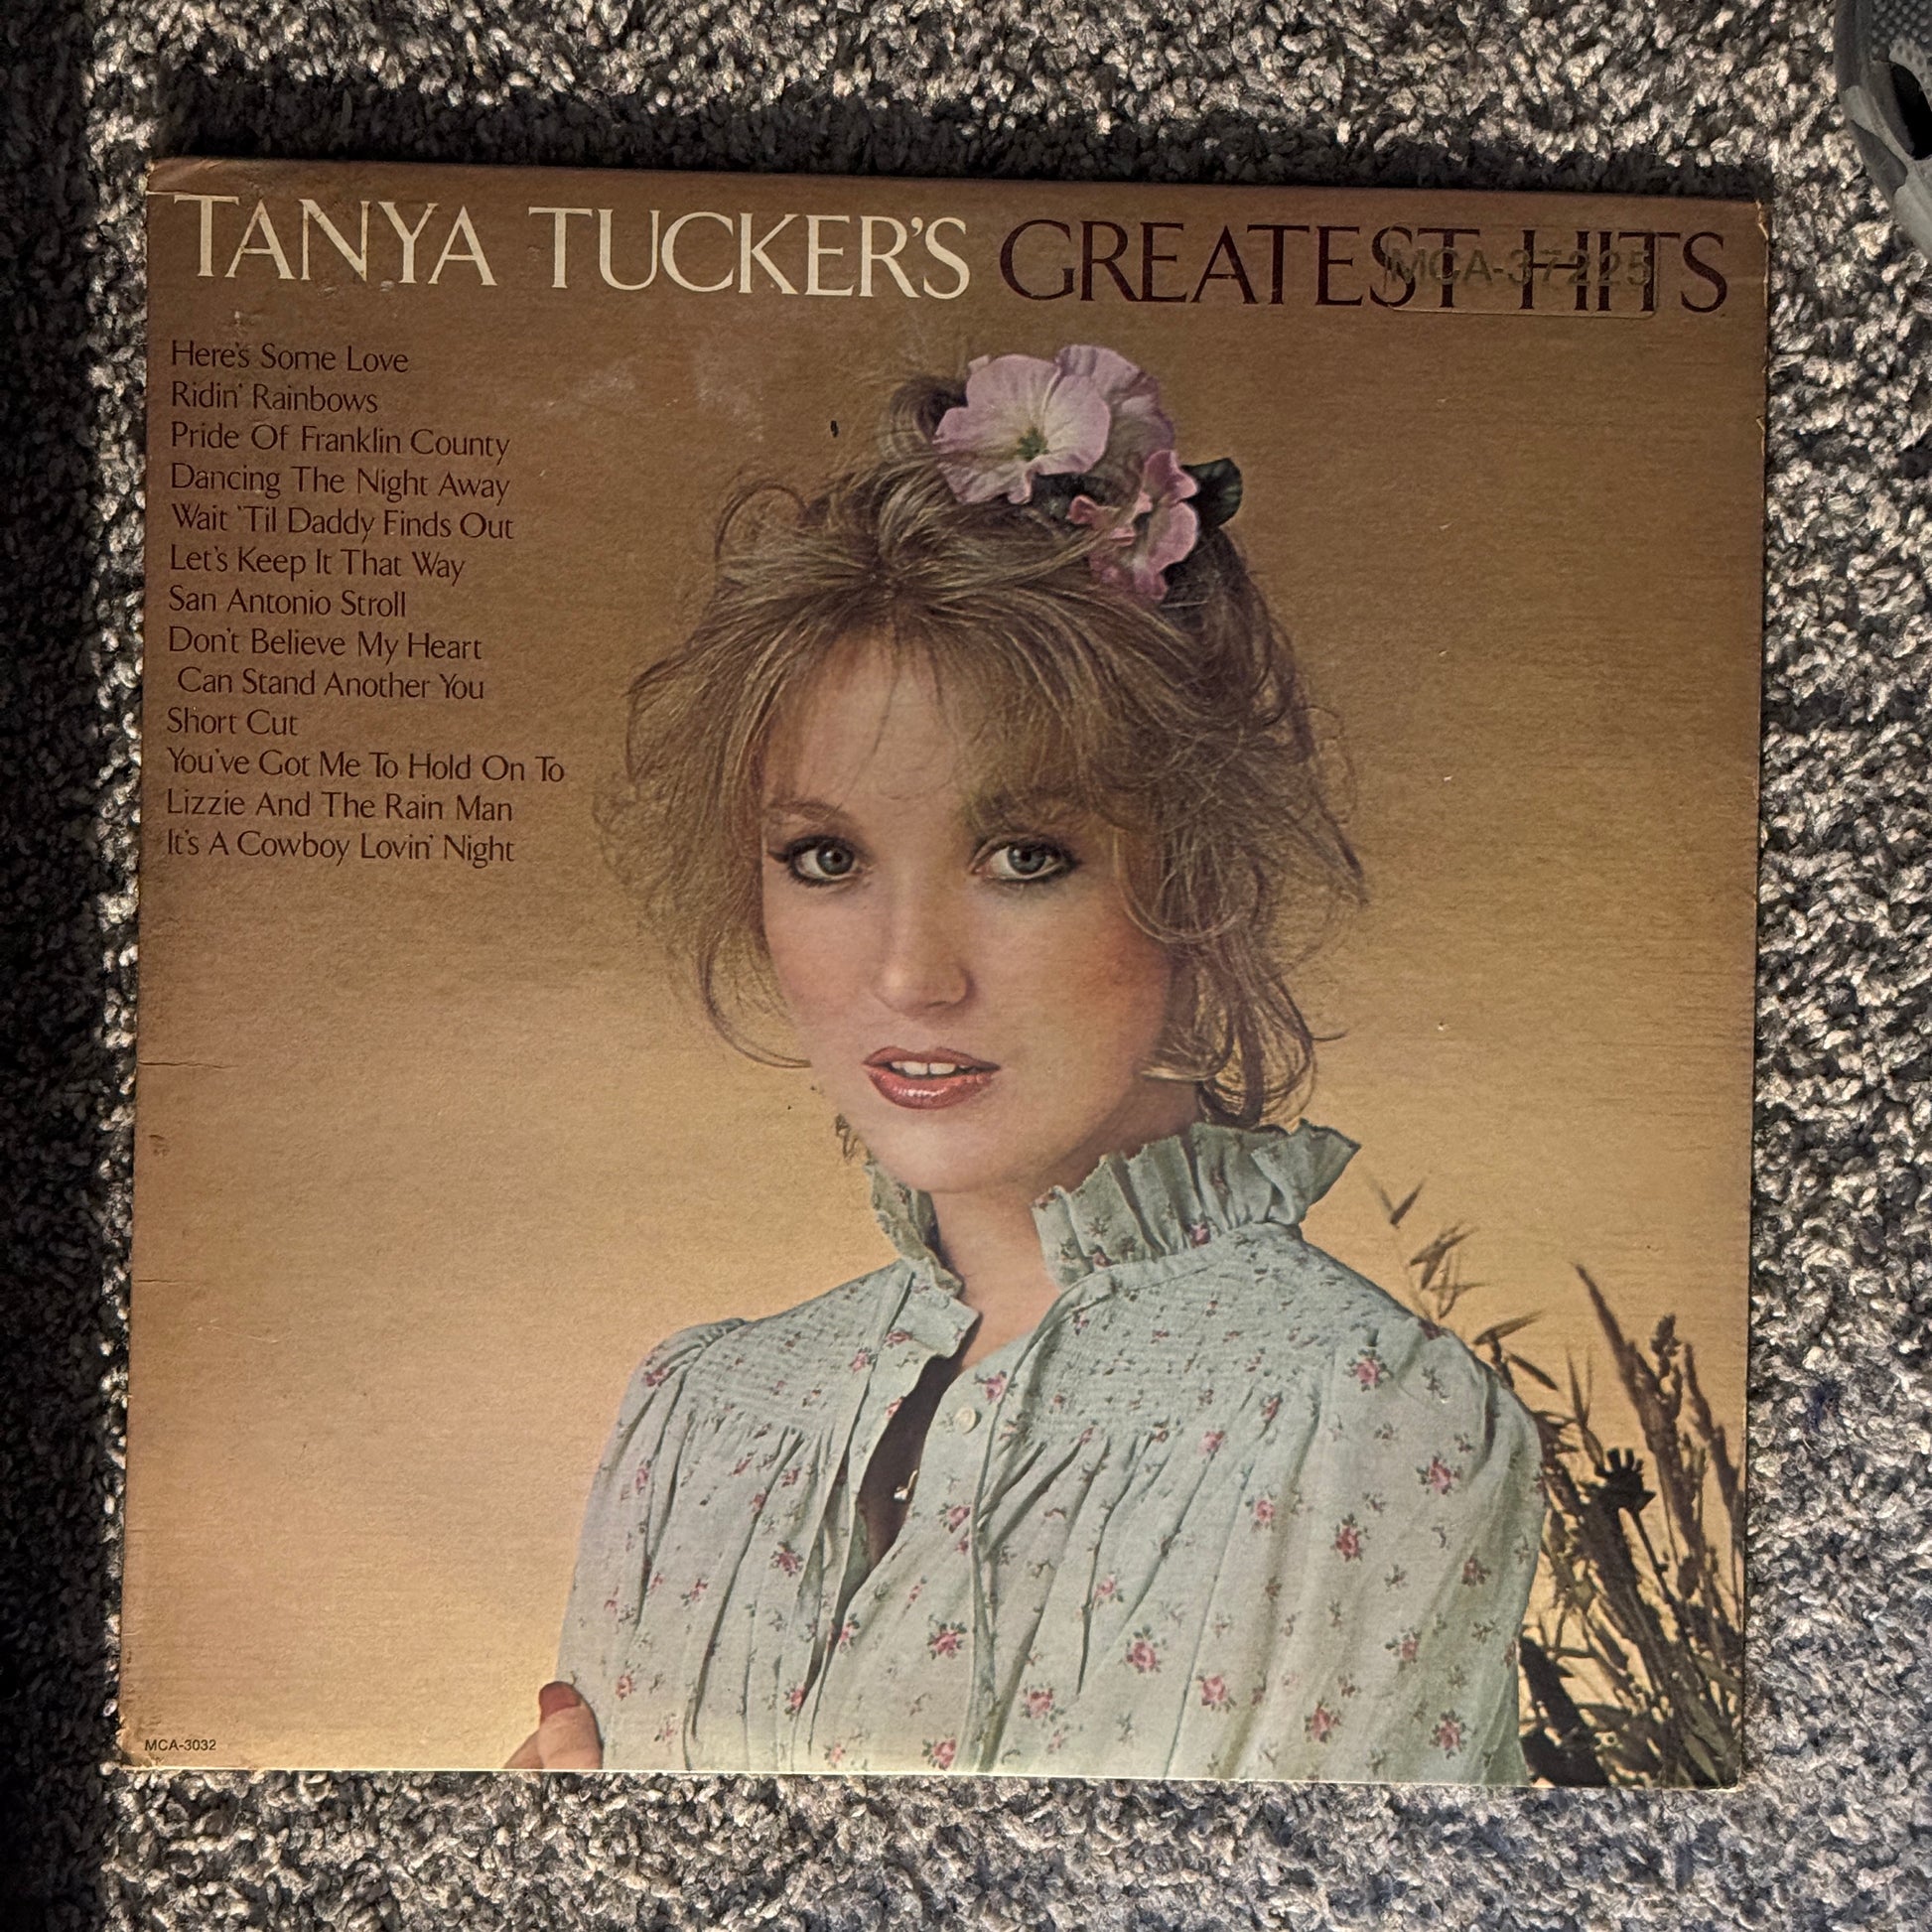 TANYA TUCKER'S GREATEST HITS
MCA-37225
Here's Some Love
Ridin' Rainbows
Pride Of Franklin County
Dancing The Night Away
Wait 'Til Daddy Finds Out
Let's Keep It That Way
San Antonio Stroll
Don't Believe My Heart
Can Stand Another You
Short Cut
You've Got Me To Hold On To
Lizzie And The Rain Man
It's A Cowboy Lovin' Night
MCA-3032